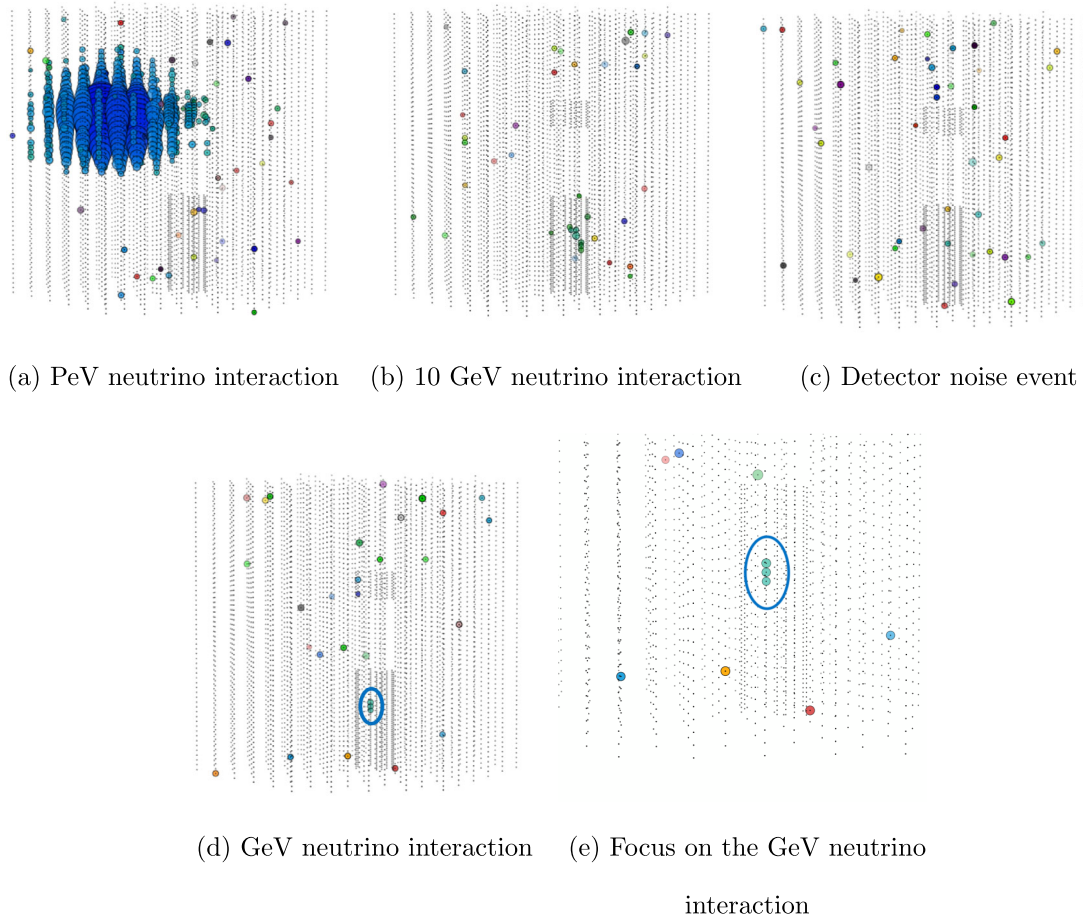 (a) PeV neutrino interaction
(b) 10 GeV neutrino interaction
(c) Detector noise event
(d) GeV neutrino interaction
(e) Focus on the GeV neutrino
interaction